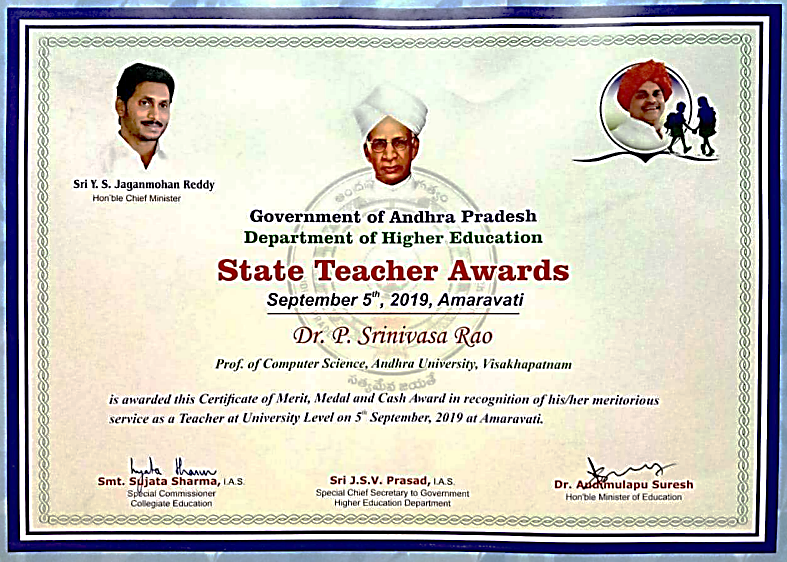 Sri Y. S. Jaganmohan Reddy
Hon'ble Chief Minister
Government of Andhra Pradesh
Department of Higher Education
State Teacher Awards
September 5th, 2019, Amaravati
Dr. P. Srinivasa Rao
Prof. of Computer Science, Andhra University, Visakhapatnam
సత్యమేవ జయతే
is awarded this Certificate of Merit, Medal and Cash Award in recognition of his/her meritorious
service as a Teacher at University Level on 5th September, 2019 at Amaravati.
Smt. Sujata Sharma, I.A.S.
Special Commissioner
Collegiate Education
Sri J.S.V. Prasad, I.A.S.
Special Chief Secretary to Government
Higher Education Department
Dr. Audimulapu Suresh
Hon'ble Minister of Education